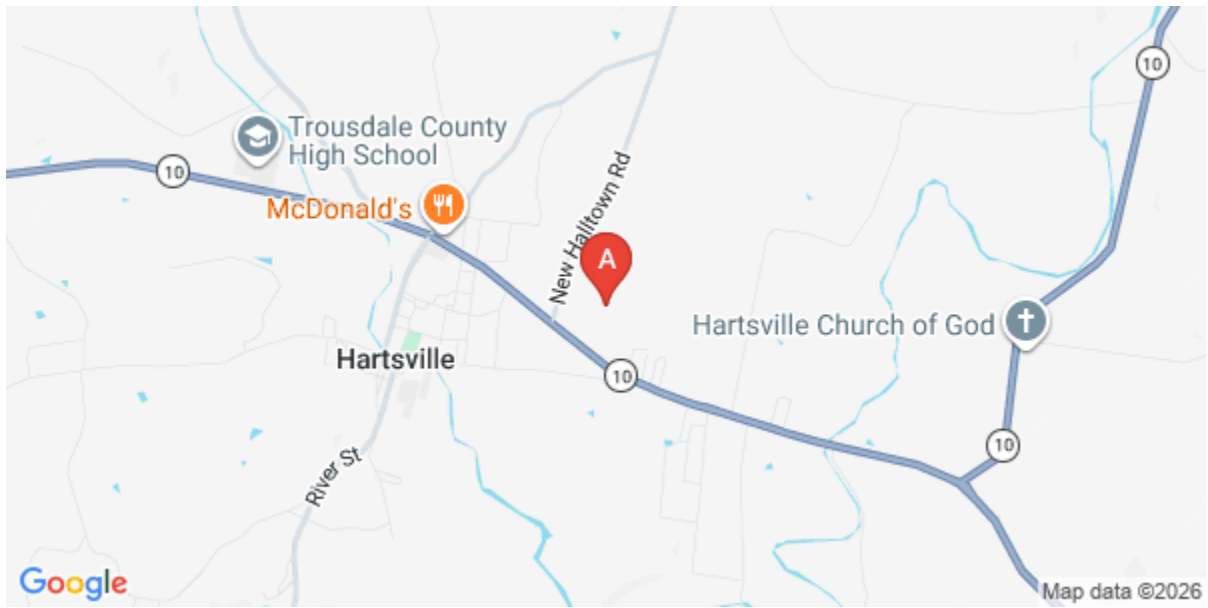 10
Trousdale County
High School
10
McDonald's
New Halltown Rd
A
Hartsville Church of God
Hartsville
10
10
River St
Google
Map data ©2026